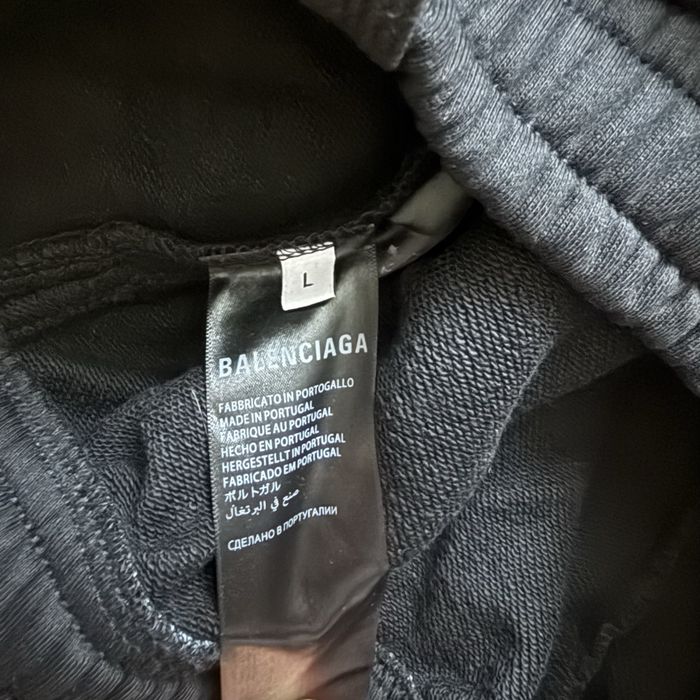 L
BALENCIAGA
FABBRICATO IN PORTOGALLO
MADE IN PORTUGAL
FABRIQUE AU PORTUGAL
HECHO EN PORTUGAL
HERGESTELLT IN PORTUGAL
FABRICADO EM PORTUGAL
ポルトガル
صنع في البرتغال
СДЕЛАНО В ПОРТУГАЛИИ